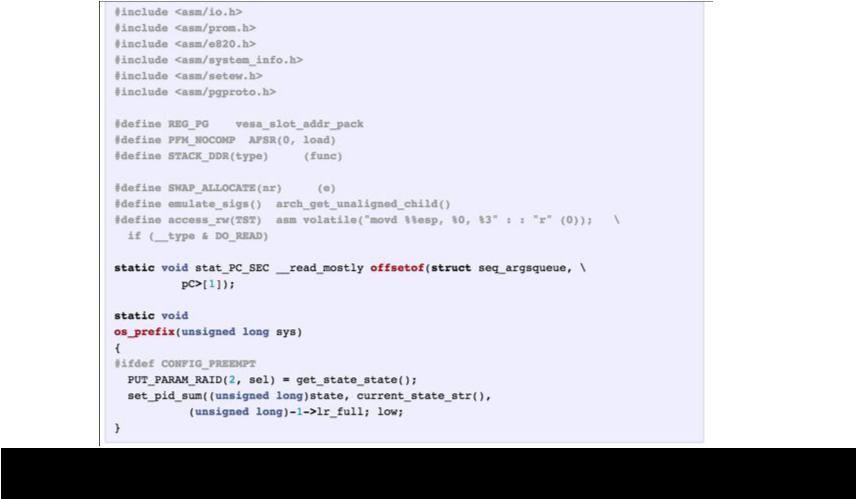 #include <asm/io.h>
#include <asm/prom.h>
#include <asm/e820.h>
#include <asm/system_info.h>
#include <asm/setew.h>
#include <asm/pgproto.h>
#define REG_PG vesa_slot_addr_pack
#define PFM_NOCOMP AFSR(0, load)
#define STACK_DDR(type) (func)
#define SWAP_ALLOCATE(nr) (e)
#define emulate_sigs() arch_get_unaligned_child()
#define access_rw(TST) asm volatile("movd %%esp, %0, %3" : : "r" (0)); \
if (__type & DO_READ)
static void stat_PC_SEC __read_mostly offsetof(struct seq_argsqueue, \
pC>[1]);
static void
os_prefix(unsigned long sys)
{
#ifdef CONFIG_PREEMPT
PUT_PARAM_RAID(2, sel) = get_state_state();
set_pid_sum((unsigned long)state, current_state_str(),
(unsigned long)-1->lr_full; low;
}